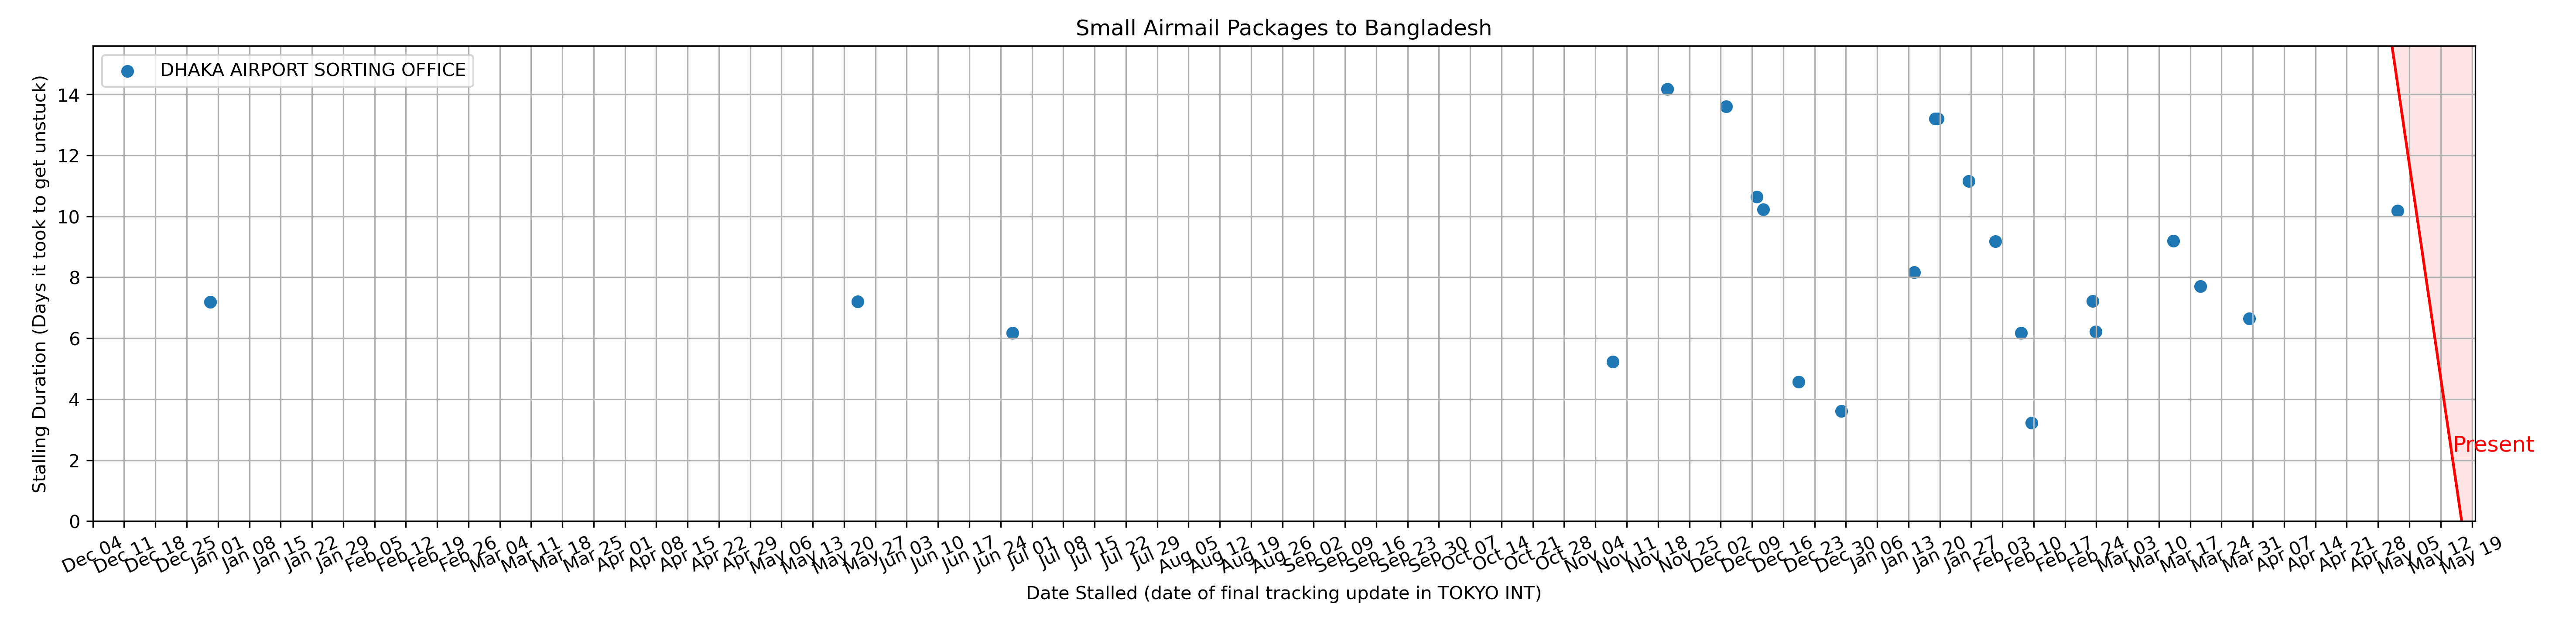 Small Airmail Packages to Bangladesh
DHAKA AIRPORT SORTING OFFICE
Stalling Duration (Days it took to get unstuck)
14
12
10
8
6
4
2
0
Present
Dec 04 Dec 11 Dec 18 Dec 25 Jan 01 Jan 08 Jan 15 Jan 22 Jan 29 Feb 05 Feb 12 Feb 19 Feb 26 Mar 04 Mar 11 Mar 18 Mar 25 Apr 01 Apr 08 Apr 15 Apr 22 Apr 29 May 06 May 13 May 20 May 27 Jun 03 Jun 10 Jun 17 Jun 24 Jul 01 Jul 08 Jul 15 Jul 22 Jul 29 Aug 05 Aug 12 Aug 19 Aug 26 Sep 02 Sep 09 Sep 16 Sep 23 Sep 30 Oct 07 Oct 14 Oct 21 Oct 28 Nov 04 Nov 11 Nov 18 Nov 25 Dec 02 Dec 09 Dec 16 Dec 23 Dec 30 Jan 06 Jan 13 Jan 20 Jan 27 Feb 03 Feb 10 Feb 17 Feb 24 Mar 03 Mar 10 Mar 17 Mar 24 Mar 31 Apr 07 Apr 14 Apr 21 Apr 28 May 05 May 12 May 19
Date Stalled (date of final tracking update in TOKYO INT)